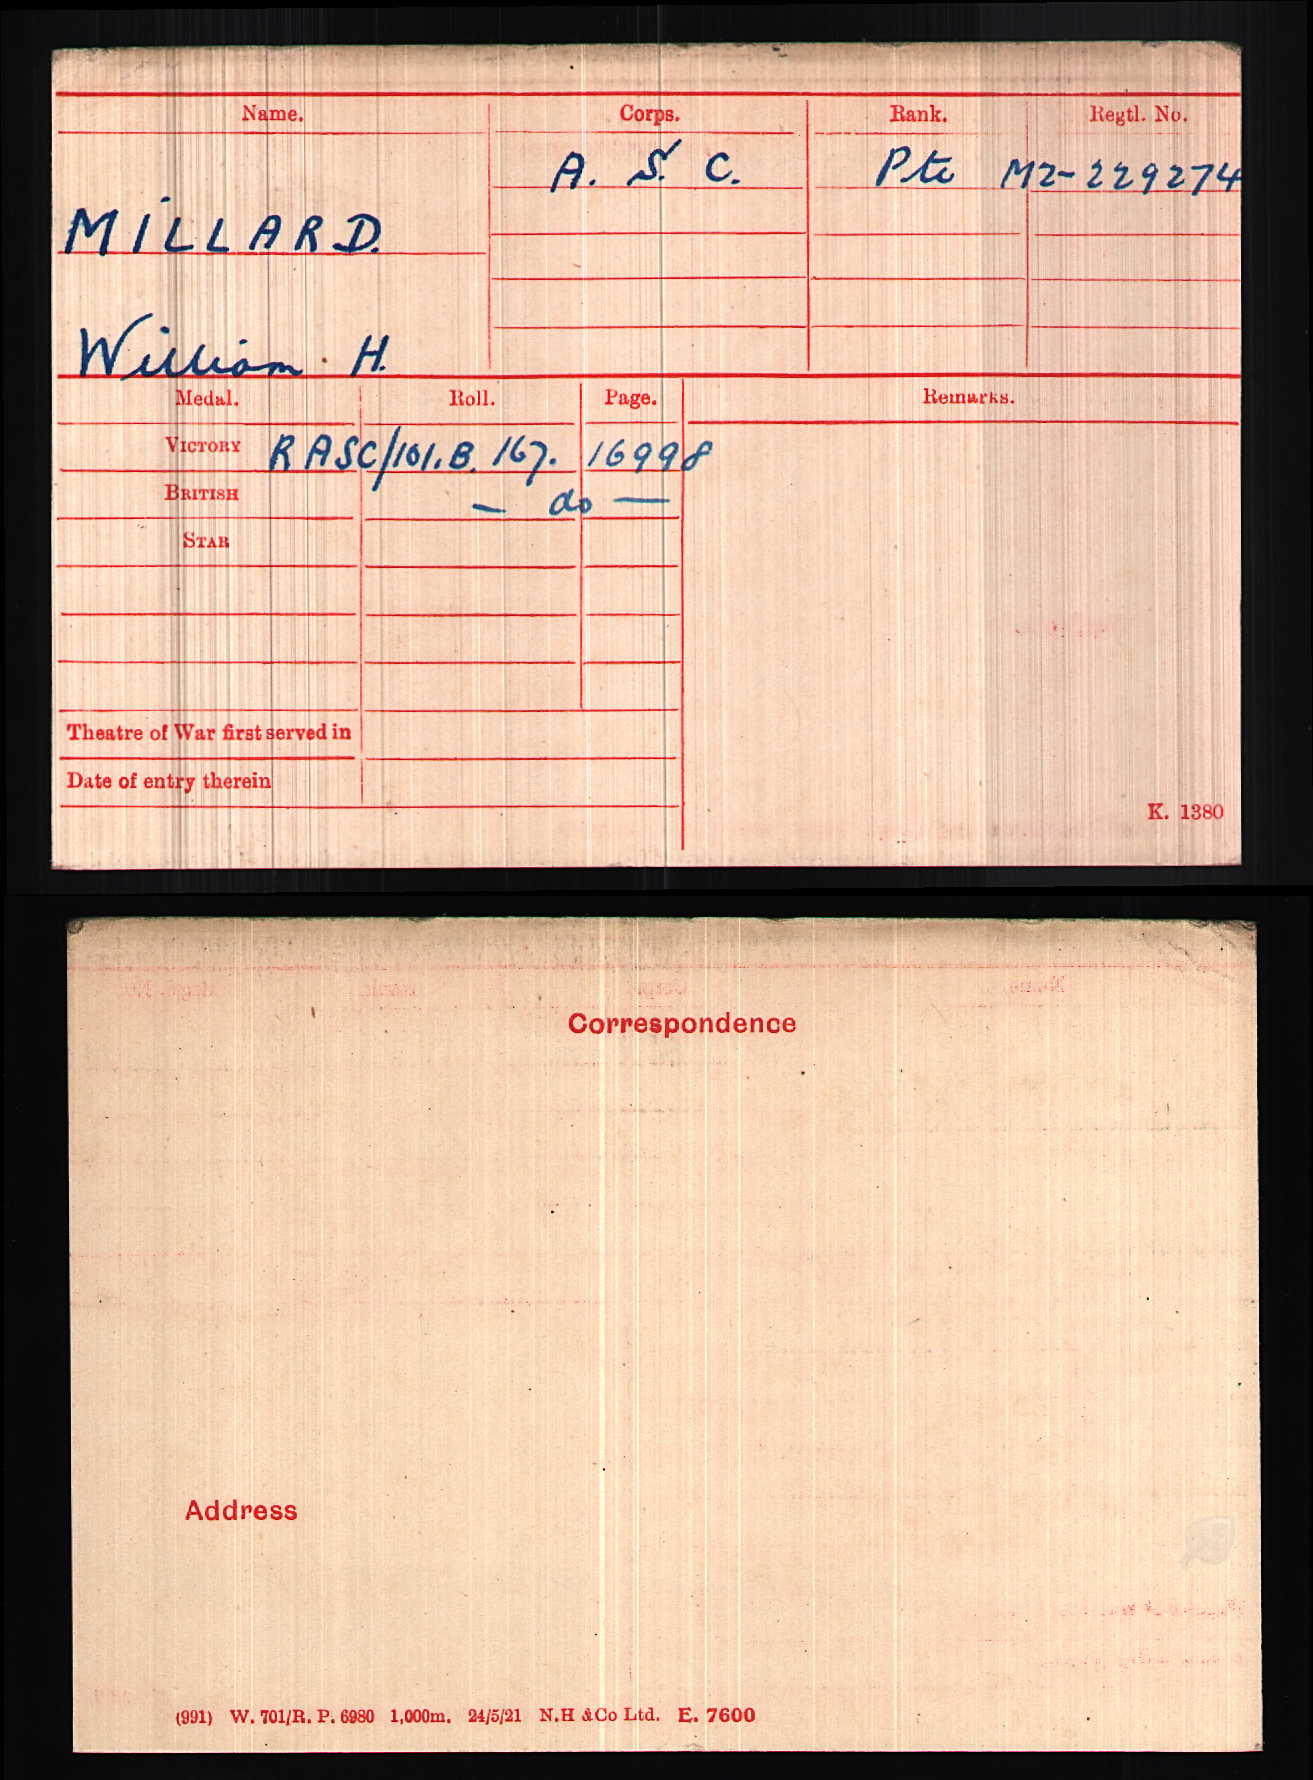 Name. Corps. Rank. Regtl. No.
A. S. C. Pte M2-229274
MILLARD.
William H.
Medal. Roll. Page. Remarks.
VICTORY RASC/101.B. 167. 16998
BRITISH — do —
STAR
Theatre of War first served in
Date of entry therein
K. 1380
Correspondence
Address
(991) W. 701/R. P. 6980 1,000m. 24/5/21 N.H &Co Ltd. E. 7600